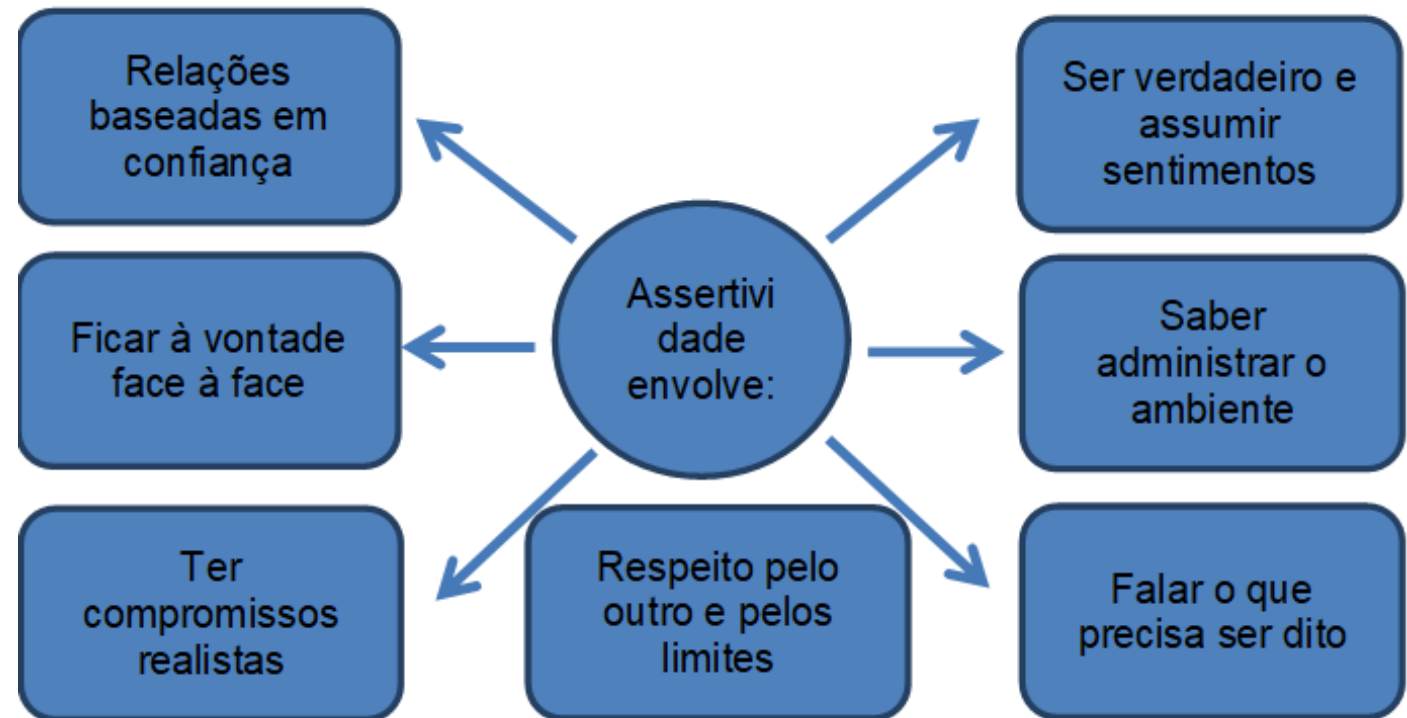 Relações
baseadas em
confiança
Ser verdadeiro e
assumir
sentimentos
Assertivi
dade
envolve:
Ficar à vontade
face à face
Saber
administrar o
ambiente
Ter
compromissos
realistas
Respeito pelo
outro e pelos
limites
Falar o que
precisa ser dito